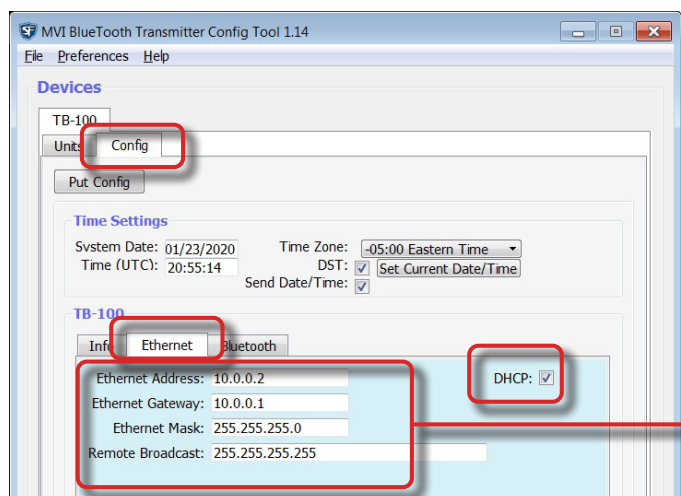 SF MVI BlueTooth Transmitter Config Tool 1.14
File Preferences Help
Devices
TB-100
Units Config
Put Config
Time Settings
System Date: 01/23/2020 Time Zone: -05:00 Eastern Time
Time (UTC): 20:55:14 DST: Set Current Date/Time
Send Date/Time:
TB-100
Info Ethernet Bluetooth
Ethernet Address: 10.0.0.2 DHCP:
Ethernet Gateway: 10.0.0.1
Ethernet Mask: 255.255.255.0
Remote Broadcast: 255.255.255.255